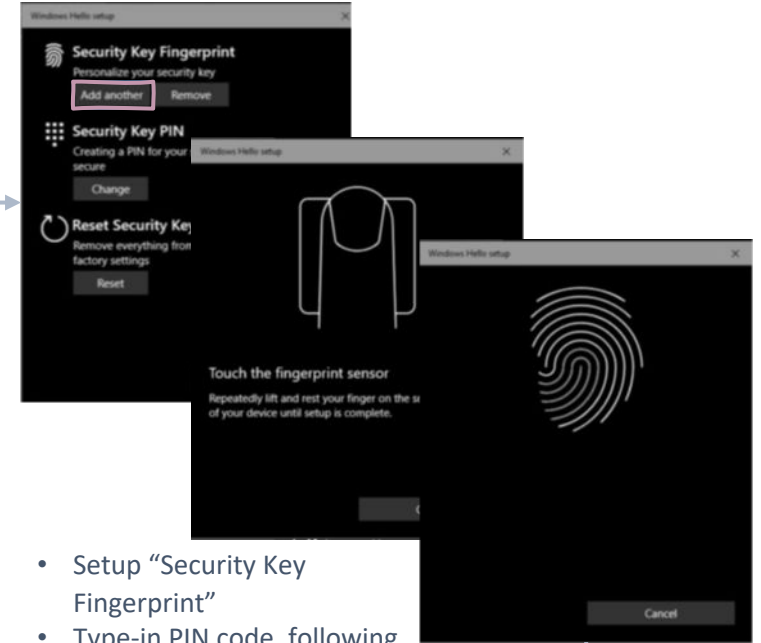 Windows Hello setup
Security Key Fingerprint
Personalize your security key
Add another Remove
Security Key PIN
Creating a PIN for your
secure
Change
Reset Security Key
Remove everything from
factory settings
Reset
Windows Hello setup
Touch the fingerprint sensor
Repeatedly lift and rest your finger on the
of your device until setup is complete.
Windows Hello setup
Cancel
• Setup “Security Key
Fingerprint”
• Type-in PIN code, following